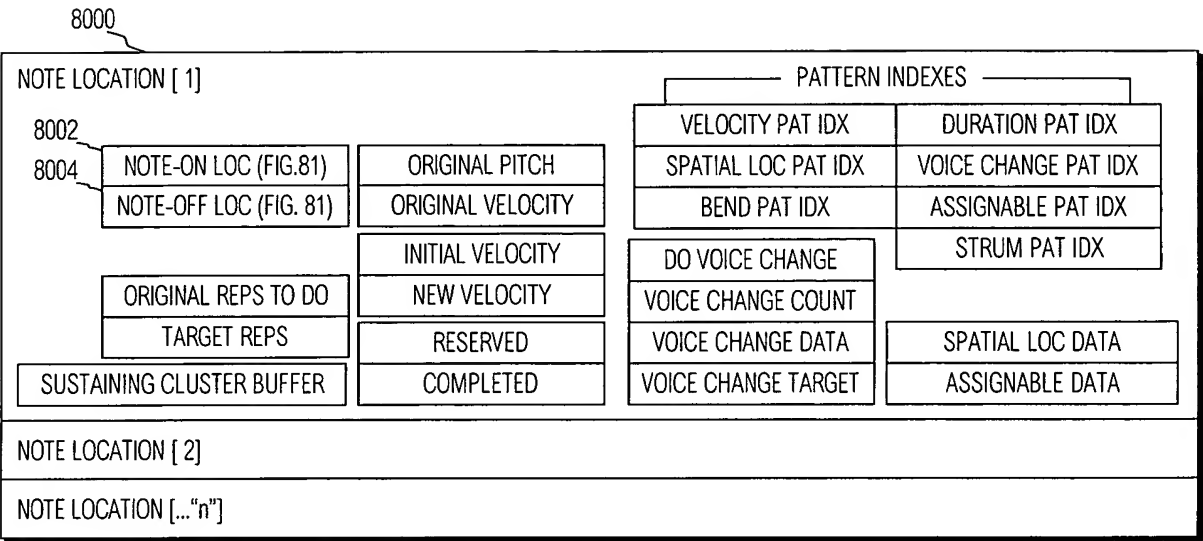 8000
NOTE LOCATION [ 1]
PATTERN INDEXES
8002
8004
NOTE-ON LOC (FIG.81)
NOTE-OFF LOC (FIG. 81)
ORIGINAL REPS TO DO
TARGET REPS
SUSTAINING CLUSTER BUFFER
ORIGINAL PITCH
ORIGINAL VELOCITY
INITIAL VELOCITY
NEW VELOCITY
RESERVED
COMPLETED
VELOCITY PAT IDX
SPATIAL LOC PAT IDX
BEND PAT IDX
DURATION PAT IDX
VOICE CHANGE PAT IDX
ASSIGNABLE PAT IDX
STRUM PAT IDX
DO VOICE CHANGE
VOICE CHANGE COUNT
VOICE CHANGE DATA
VOICE CHANGE TARGET
SPATIAL LOC DATA
ASSIGNABLE DATA
NOTE LOCATION [ 2]
NOTE LOCATION [..."n"]